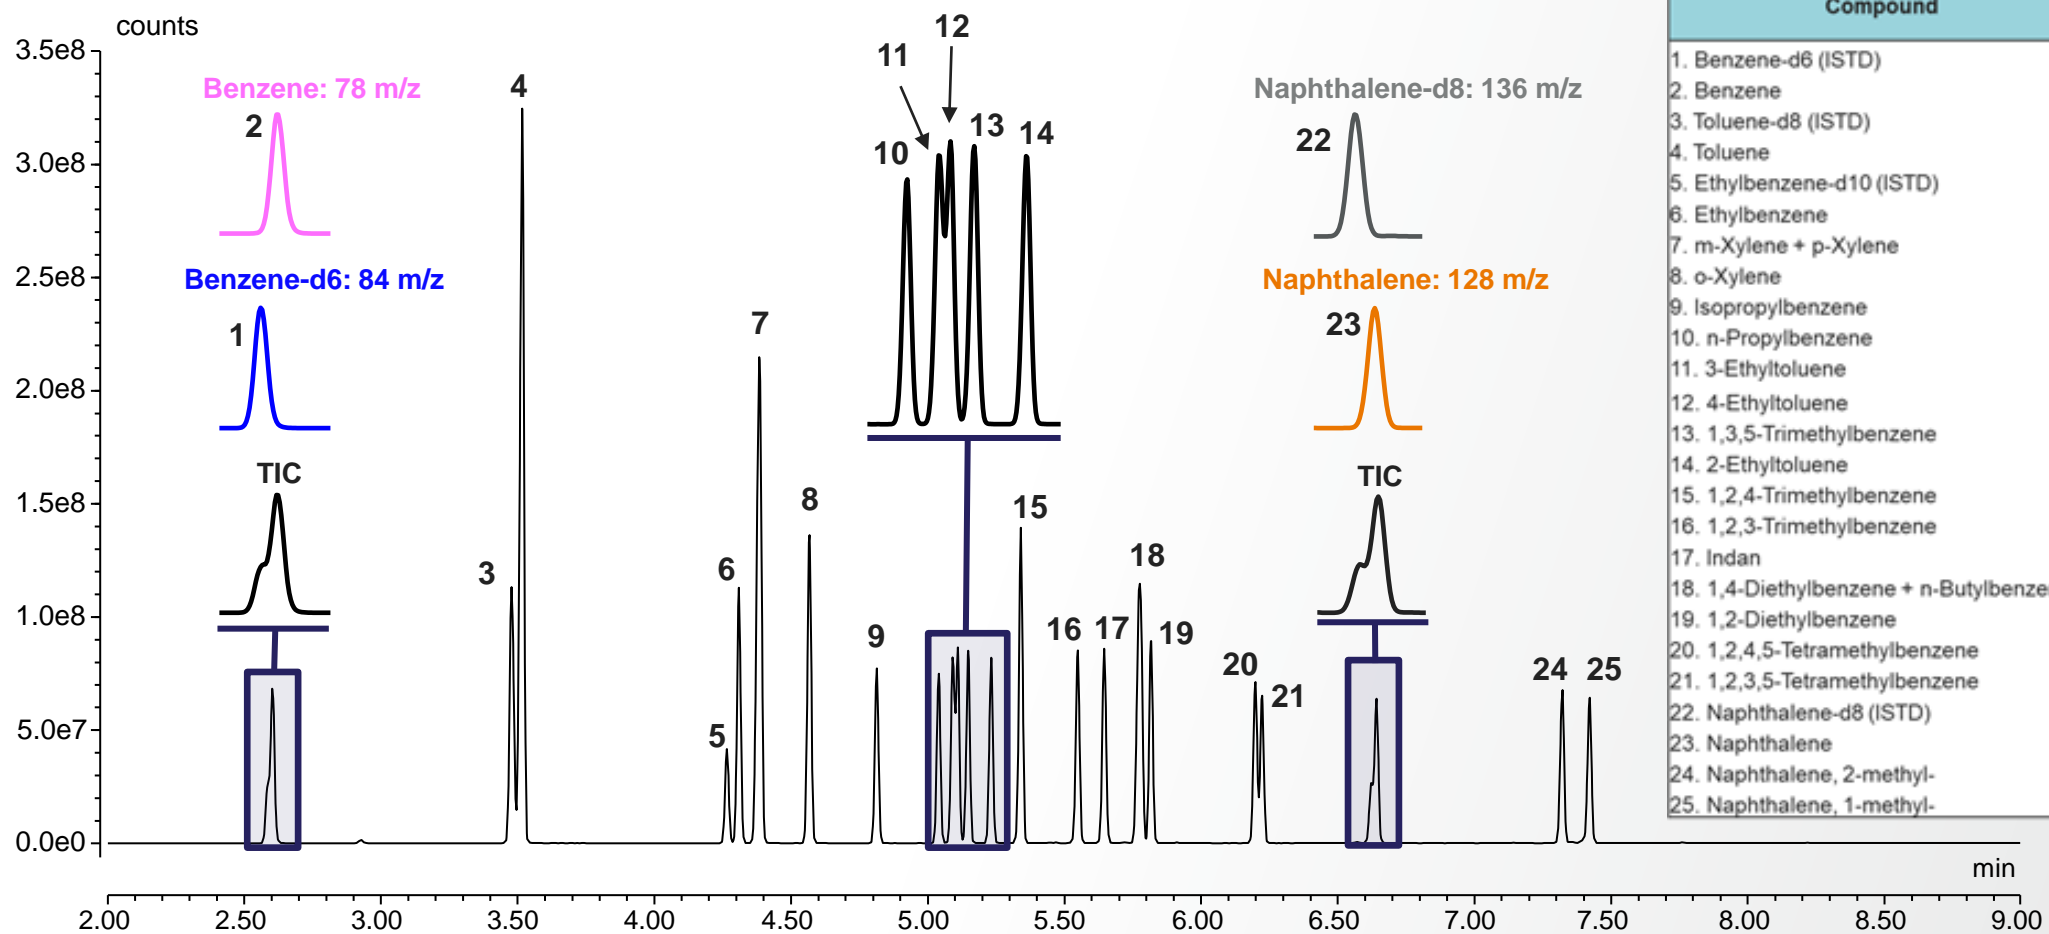 counts
3.5e8
3.0e8
2.5e8
2.0e8
1.5e8
1.0e8
5.0e7
0.0e0
Benzene: 78 m/z
2
Benzene-d6: 84 m/z
1
TIC
3
4
5
6
7
8
9
10
11
12
13
14
15
16
17
18
19
20
21
Naphthalene-d8: 136 m/z
22
Naphthalene: 128 m/z
23
TIC
24
25
min
2.00 2.50 3.00 3.50 4.00 4.50 5.00 5.50 6.00 6.50 7.00 7.50 8.00 8.50 9.00
Compound
1. Benzene-d6 (ISTD)
2. Benzene
3. Toluene-d8 (ISTD)
4. Toluene
5. Ethylbenzene-d10 (ISTD)
6. Ethylbenzene
7. m-Xylene + p-Xylene
8. o-Xylene
9. Isopropylbenzene
10. n-Propylbenzene
11. 3-Ethyltoluene
12. 4-Ethyltoluene
13. 1,3,5-Trimethylbenzene
14. 2-Ethyltoluene
15. 1,2,4-Trimethylbenzene
16. 1,2,3-Trimethylbenzene
17. Indan
18. 1,4-Diethylbenzene + n-Butylbenze
19. 1,2-Diethylbenzene
20. 1,2,4,5-Tetramethylbenzene
21. 1,2,3,5-Tetramethylbenzene
22. Naphthalene-d8 (ISTD)
23. Naphthalene
24. Naphthalene, 2-methyl-
25. Naphthalene, 1-methyl-